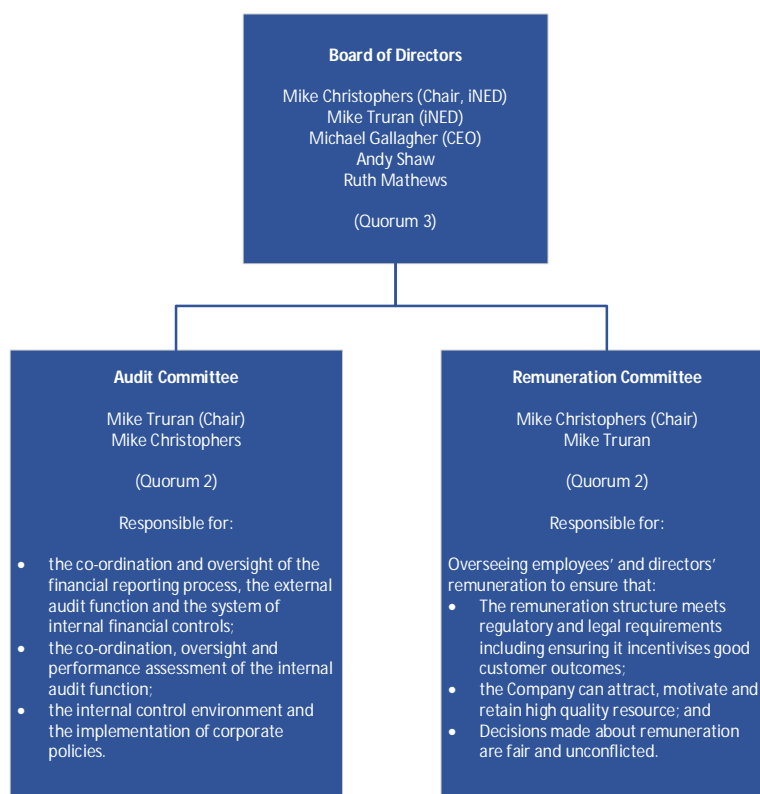 Board of Directors
Mike Christophers (Chair, iNED)
Mike Truran (iNED)
Michael Gallagher (CEO)
Andy Shaw
Ruth Mathews
(Quorum 3)
Audit Committee
Mike Truran (Chair)
Mike Christophers
(Quorum 2)
Responsible for:
• the co-ordination and oversight of the
financial reporting process, the external
audit function and the system of
internal financial controls;
• the co-ordination, oversight and
performance assessment of the internal
audit function;
• the internal control environment and
the implementation of corporate
policies.
Remuneration Committee
Mike Christophers (Chair)
Mike Truran
(Quorum 2)
Responsible for:
Overseeing employees’ and directors’
remuneration to ensure that:
• The remuneration structure meets
regulatory and legal requirements
including ensuring it incentivises good
customer outcomes;
• the Company can attract, motivate and
retain high quality resource; and
• Decisions made about remuneration
are fair and unconflicted.